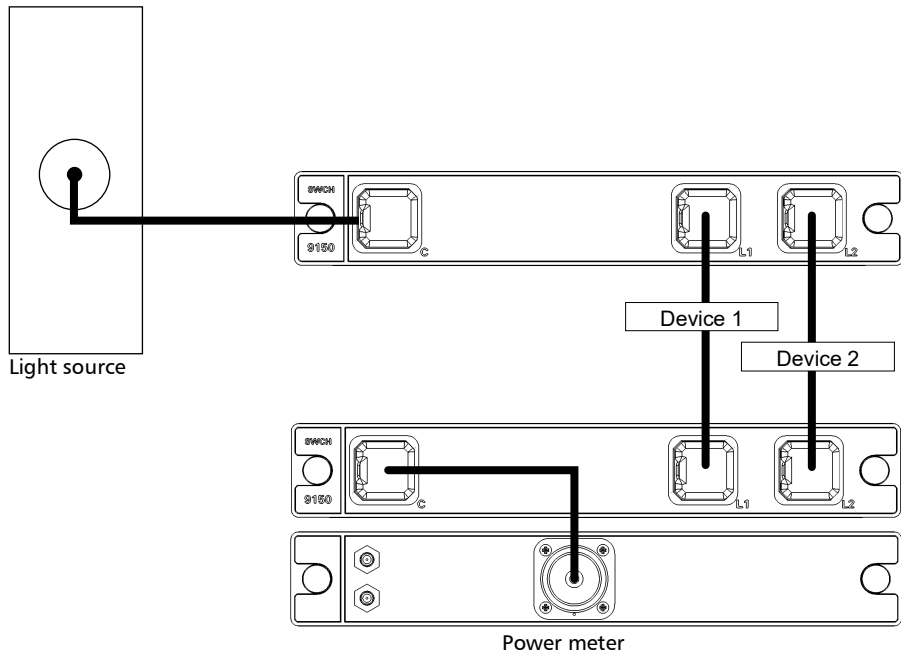 SWCH
9150
C
L1
L2
Device 1
Device 2
Light source
SWCH
9150
C
L1
L2
Power meter